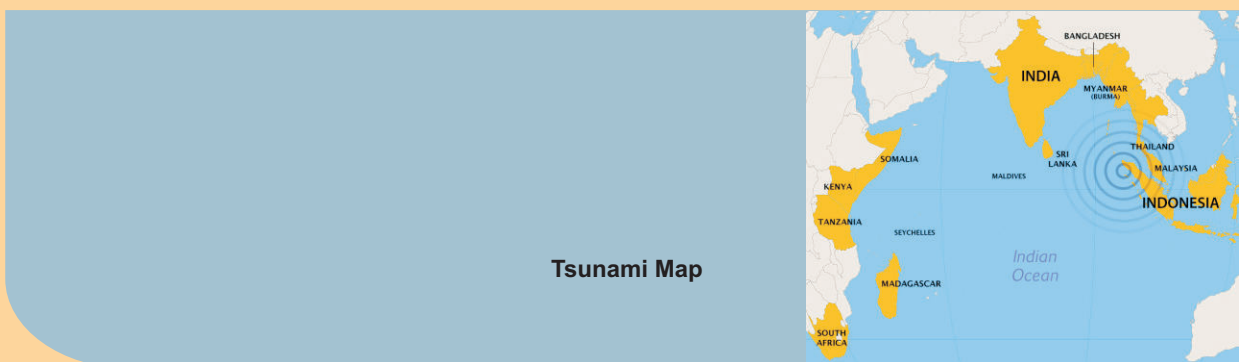 BANGLADESH
INDIA
MYANMAR
(BURMA)
THAILAND
SRI
LANKA
SOMALIA
MALAYSIA
MALDIVES
KENYA
INDONESIA
TANZANIA
SEYCHELLES
Indian
Ocean
Tsunami Map
MADAGASCAR
SOUTH
AFRICA